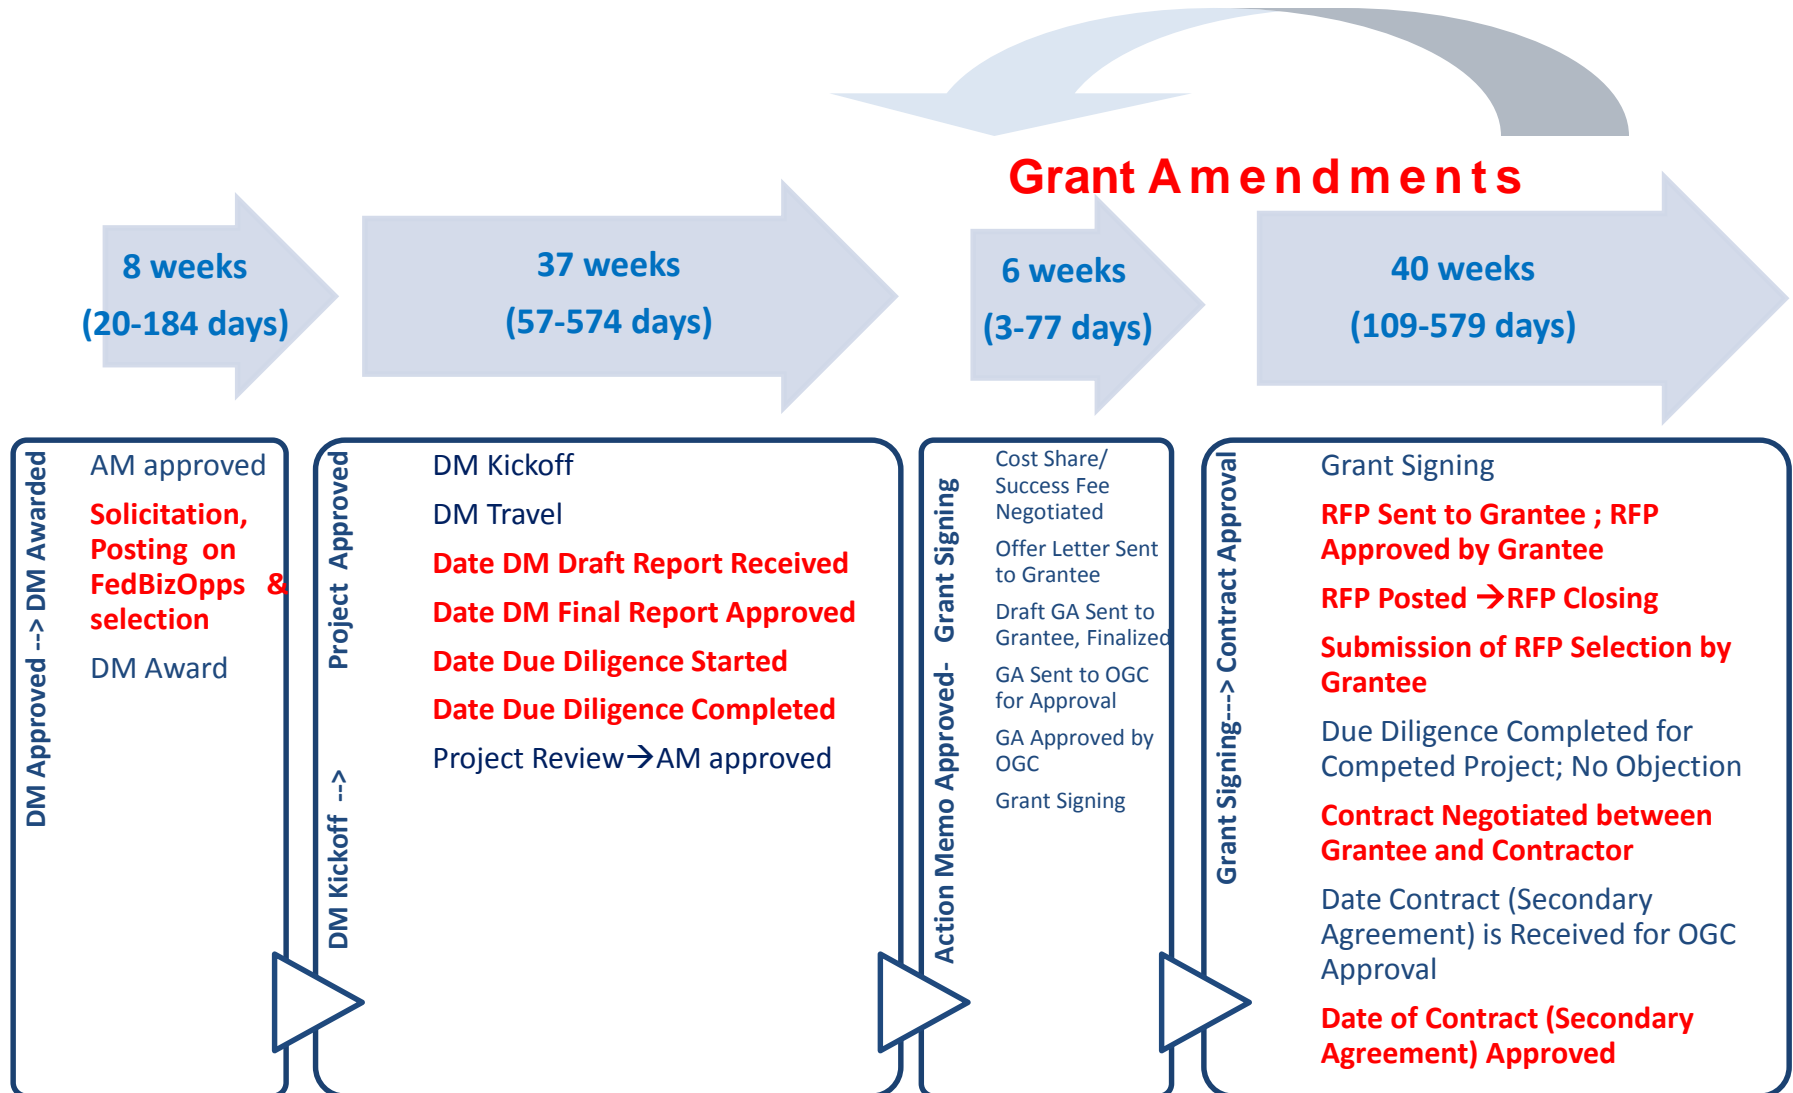 Grant Amendments
8 weeks
(20-184 days)
37 weeks
(57-574 days)
6 weeks
(3-77 days)
40 weeks
(109-579 days)
DM Approved ---> DM Awarded
AM approved
Solicitation,
Posting on
FedBizOpps &
selection
DM Award
DM Kickoff ---> Project Approved
DM Kickoff
DM Travel
Date DM Draft Report Received
Date DM Final Report Approved
Date Due Diligence Started
Date Due Diligence Completed
Project Review→AM approved
Action Memo Approved- Grant Signing
Cost Share/
Success Fee
Negotiated
Offer Letter Sent
to Grantee
Draft GA Sent to
Grantee, Finalized
GA Sent to OGC
for Approval
GA Approved by
OGC
Grant Signing
Grant Signing----> Contract Approval
Grant Signing
RFP Sent to Grantee ; RFP
Approved by Grantee
RFP Posted →RFP Closing
Submission of RFP Selection by
Grantee
Due Diligence Completed for
Competed Project; No Objection
Contract Negotiated between
Grantee and Contractor
Date Contract (Secondary
Agreement) is Received for OGC
Approval
Date of Contract (Secondary
Agreement) Approved